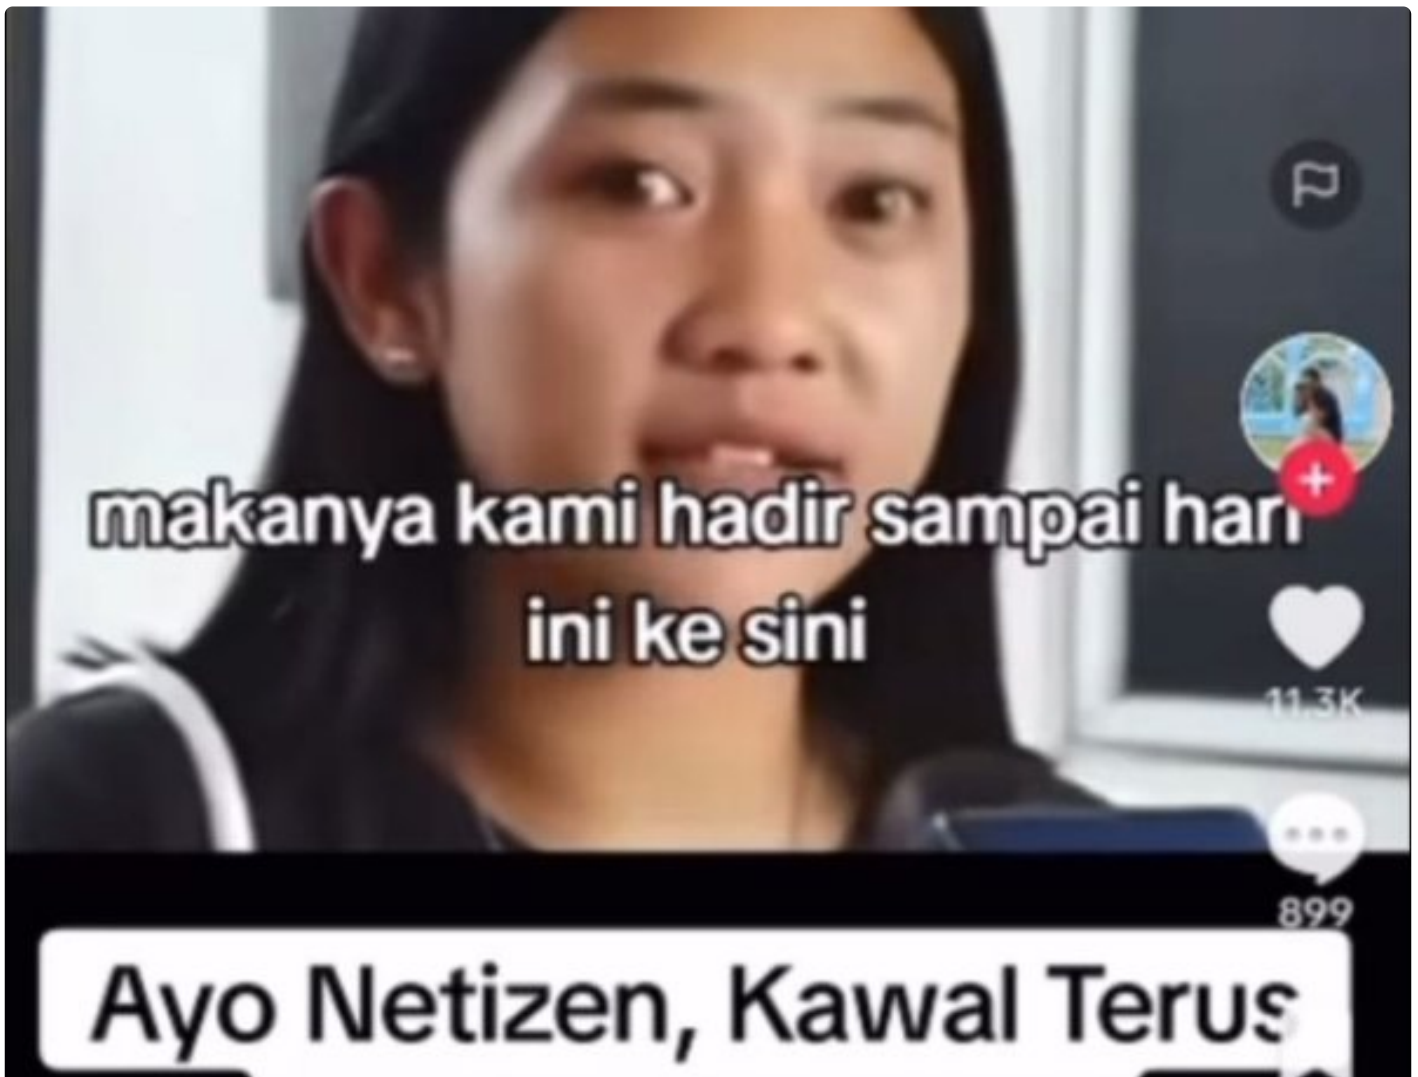 makanya kami hadir sampai hari
ini ke sini
11.3K
899
Ayo Netizen, Kawal Terus